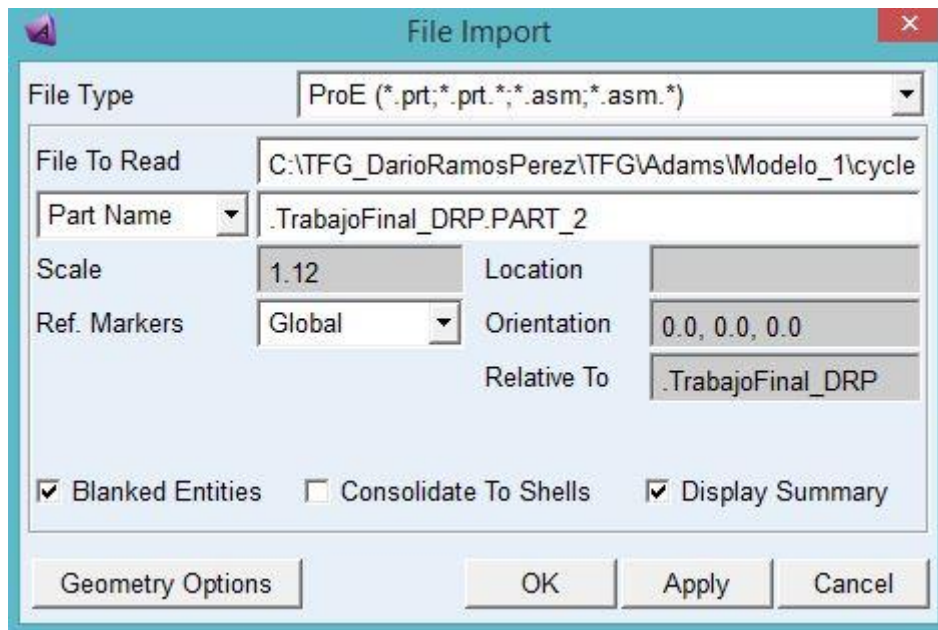 File Import
File Type ProE (*.prt;*.prt.*;*.asm;*.asm.*)
File To Read C:\TFG_DarioRamosPerez\TFG\Adams\Modelo_1\cycle
Part Name .TrabajoFinal_DRP.PART_2
Scale 1.12 Location
Ref. Markers Global Orientation 0.0, 0.0, 0.0
Relative To .TrabajoFinal_DRP
Blanked Entities Consolidate To Shells Display Summary
Geometry Options OK Apply Cancel